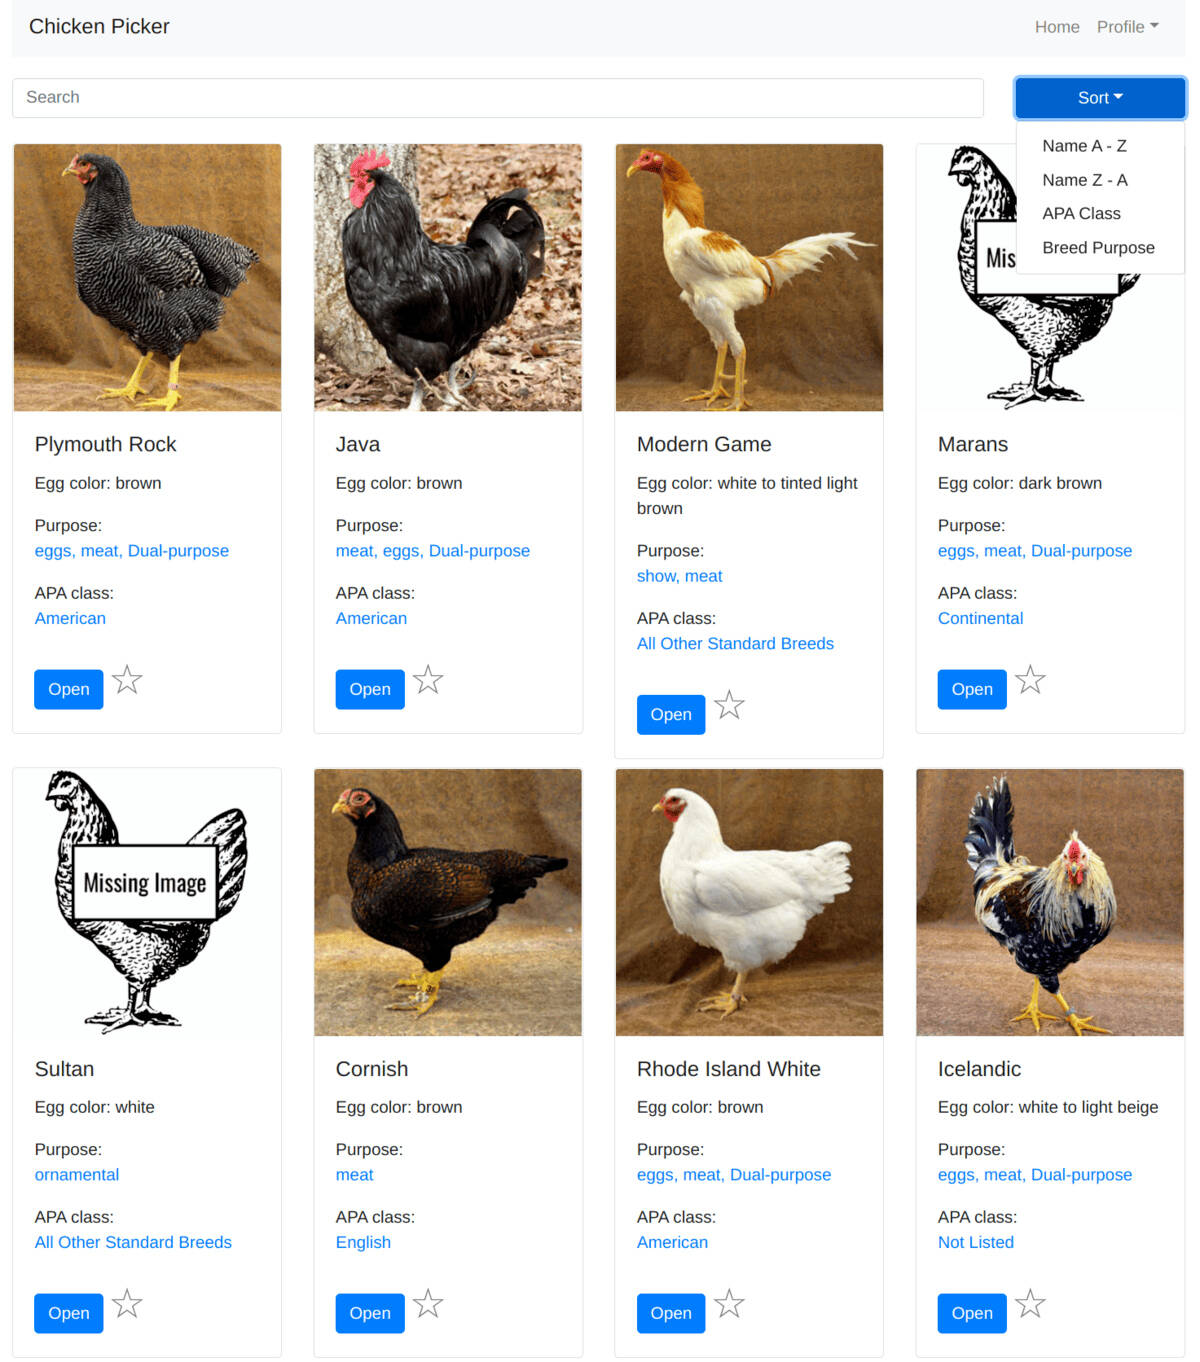 Chicken Picker
Home Profile
Search
Sort
Name A - Z
Name Z - A
APA Class
Breed Purpose
Plymouth Rock
Egg color: brown
Purpose:
eggs, meat, Dual-purpose
APA class:
American
Open
Java
Egg color: brown
Purpose:
meat, eggs, Dual-purpose
APA class:
American
Open
Modern Game
Egg color: white to tinted light
brown
Purpose:
show, meat
APA class:
All Other Standard Breeds
Open
Mis
Marans
Egg color: dark brown
Purpose:
eggs, meat, Dual-purpose
APA class:
Continental
Open
Missing Image
Sultan
Egg color: white
Purpose:
ornamental
APA class:
All Other Standard Breeds
Open
Cornish
Egg color: brown
Purpose:
meat
APA class:
English
Open
Rhode Island White
Egg color: brown
Purpose:
eggs, meat, Dual-purpose
APA class:
American
Open
Icelandic
Egg color: white to light beige
Purpose:
eggs, meat, Dual-purpose
APA class:
Not Listed
Open